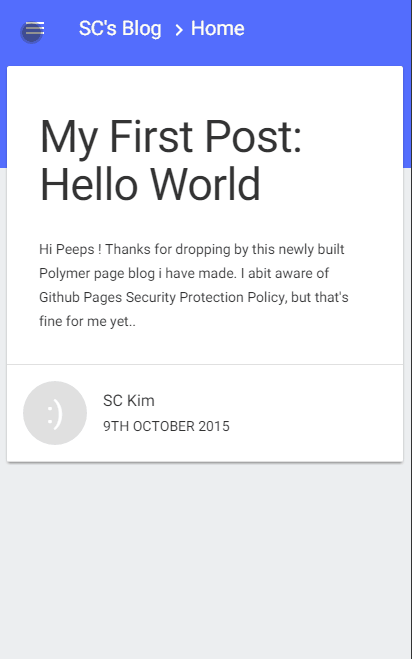 SC's Blog > Home
My First Post:
Hello World
Hi Peeps ! Thanks for dropping by this newly built
Polymer page blog i have made. I abit aware of
Github Pages Security Protection Policy, but that's
fine for me yet..
:)
SC Kim
9TH OCTOBER 2015